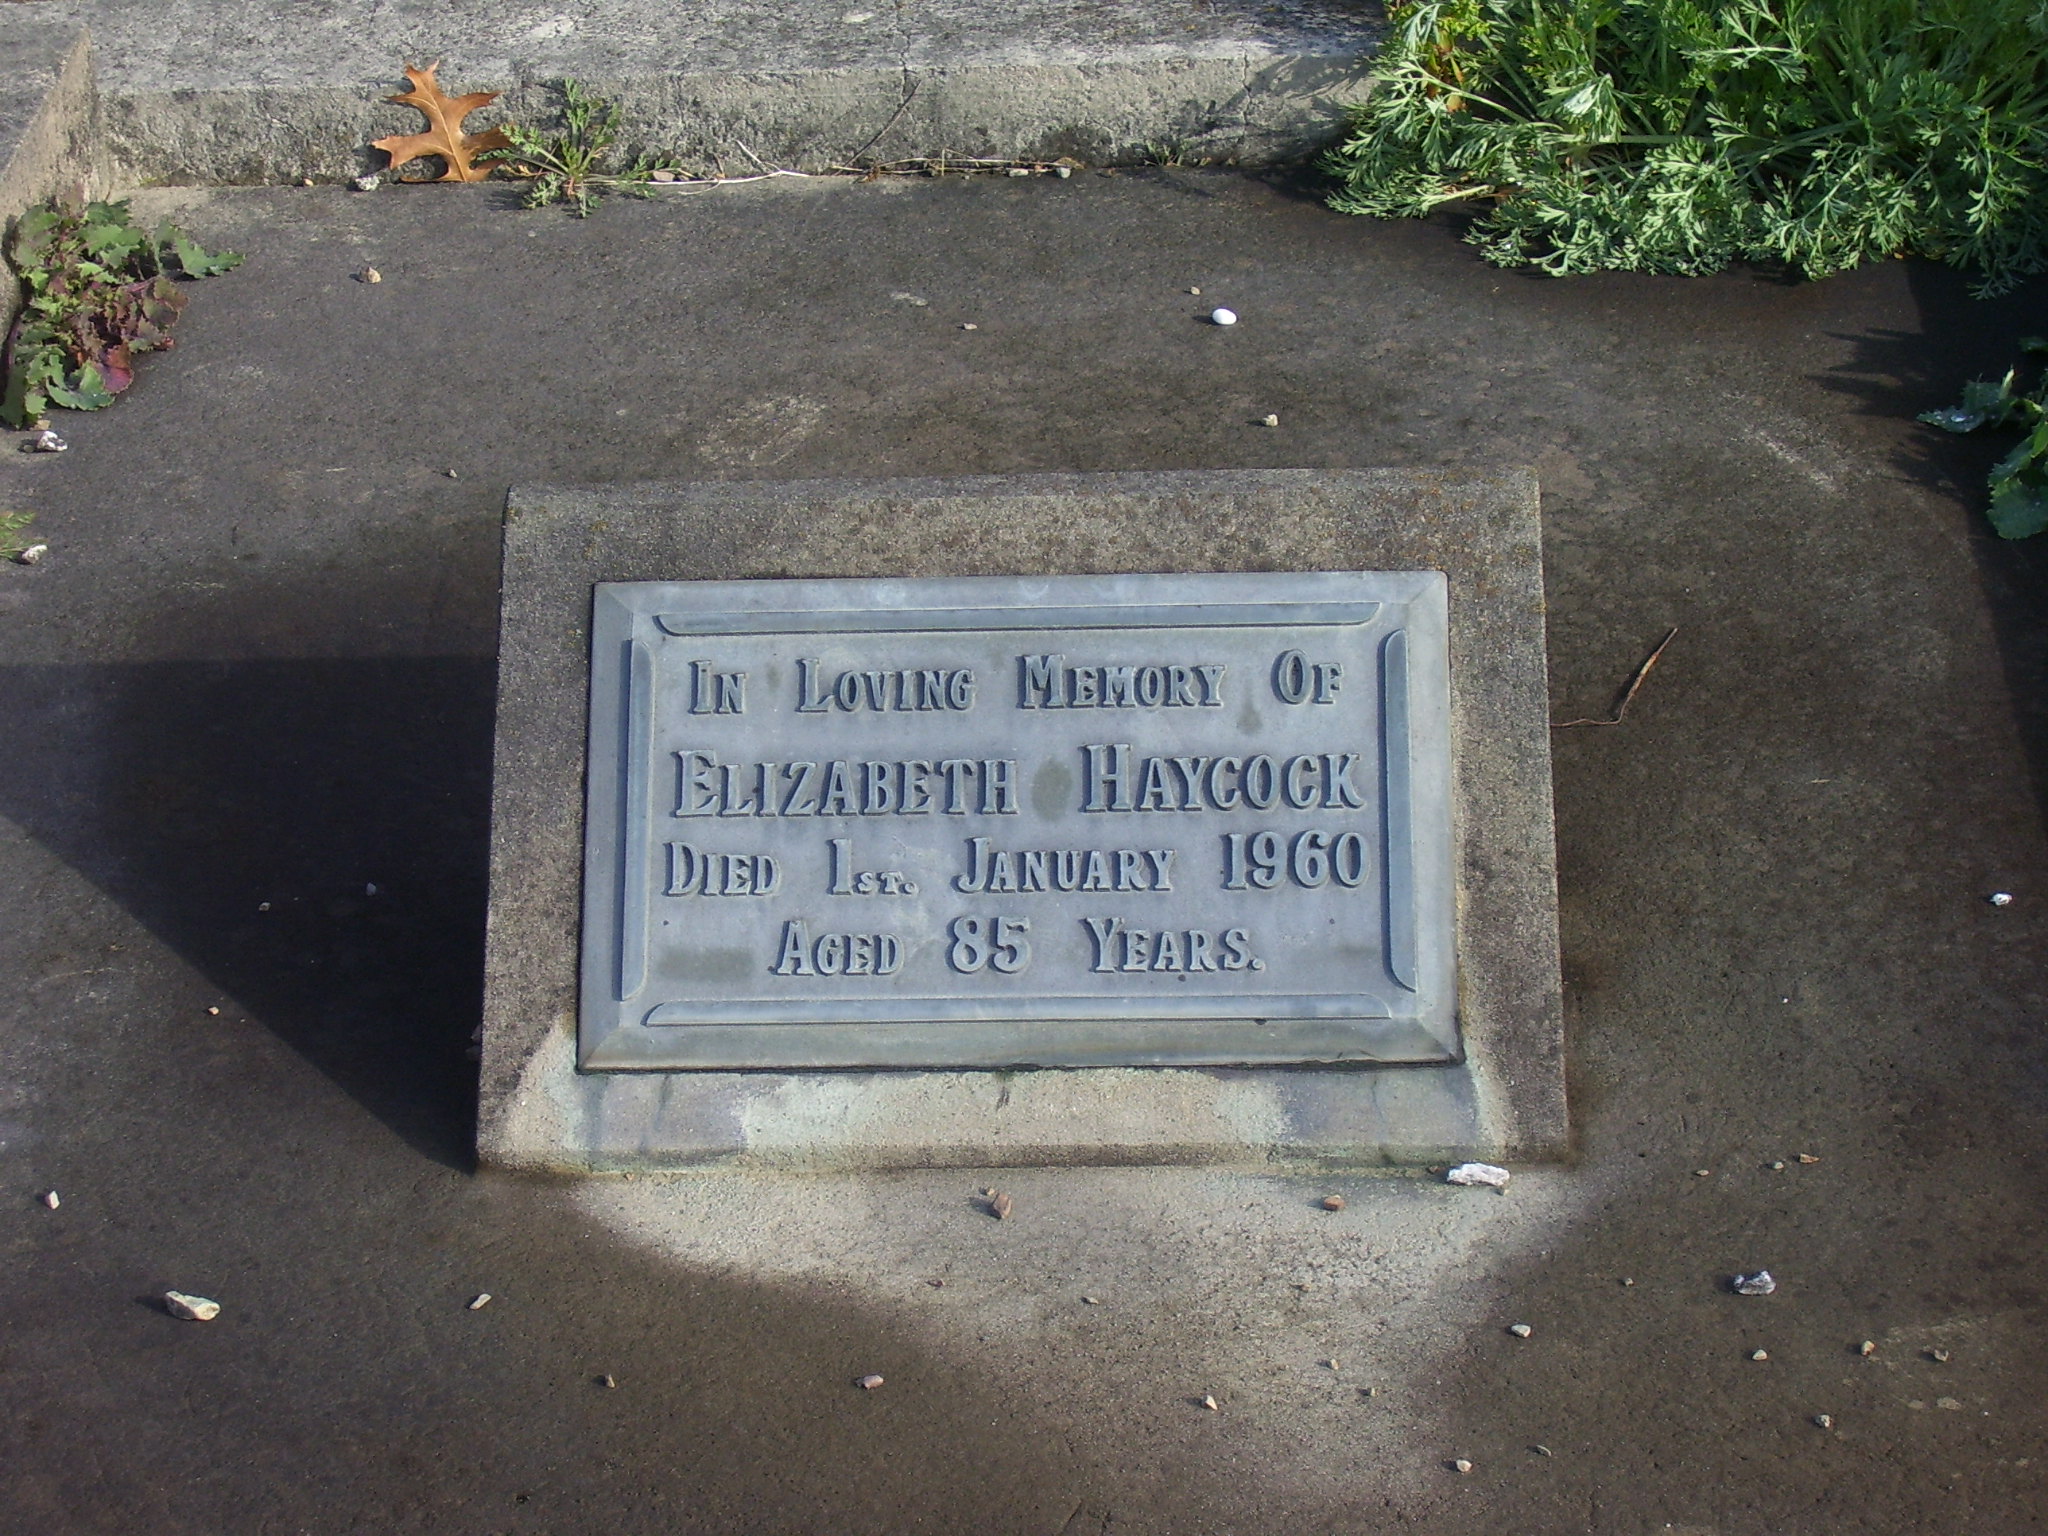 In Loving Memory Of
Elizabeth Haycock
Died 1st. January 1960
Aged 85 Years.